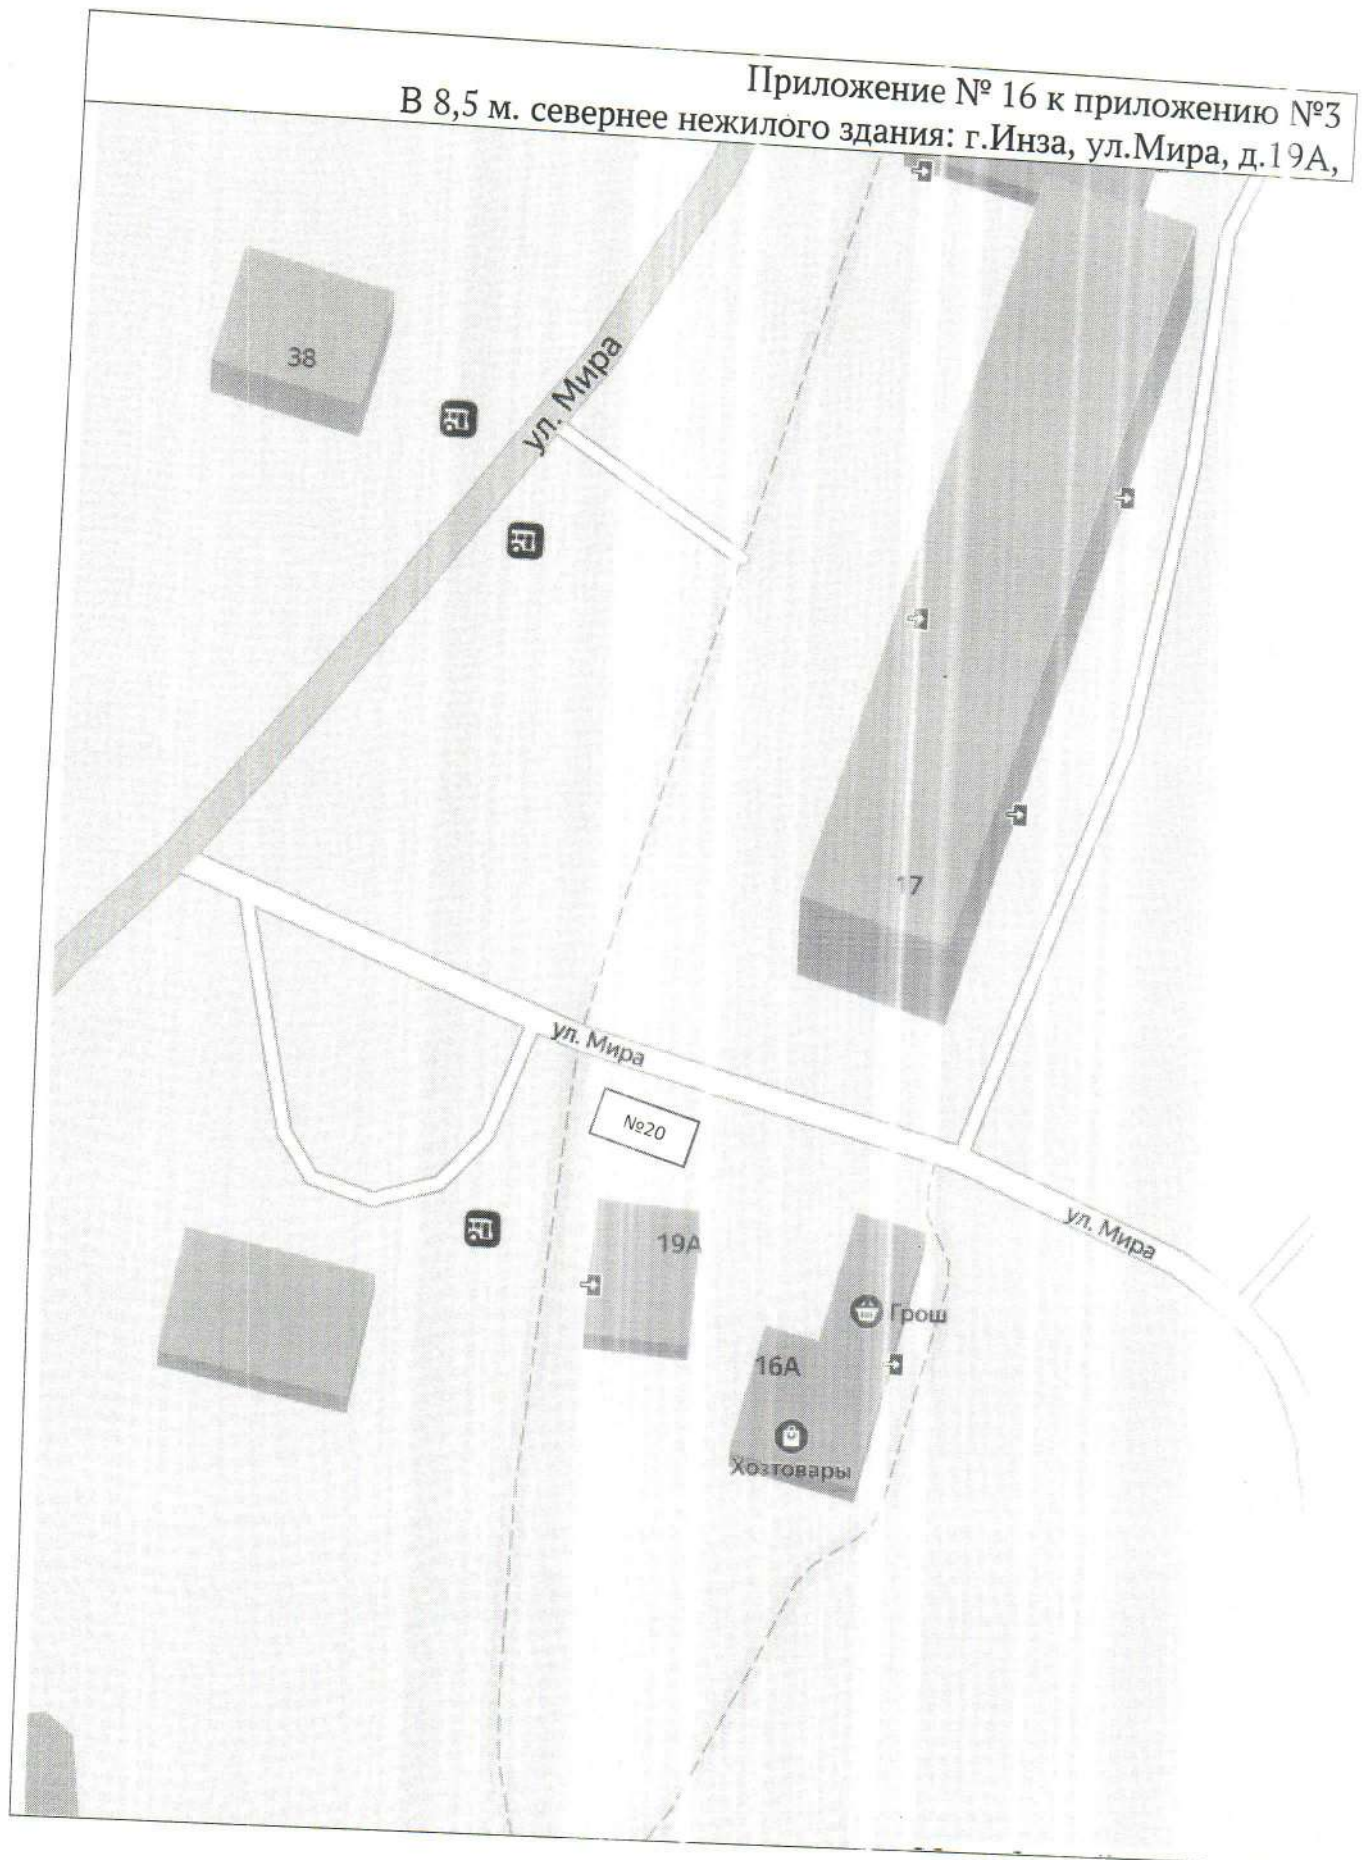 Приложение № 16 к приложению №3
В 8,5 м. севернее нежилого здания: г.Инза, ул.Мира, д.19А,
38
ул. Мира
17
ул. Мира
№20
ул. Мира
19А
Грош
16А
Хозтовары